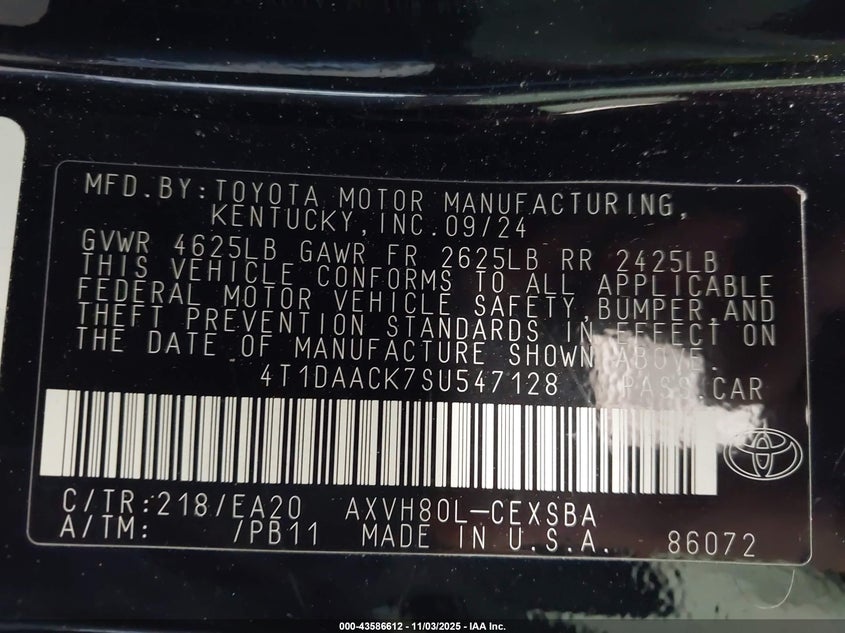 MFD.BY:TOYOTA MOTOR MANUFACTURING,
KENTUCKY,INC.09/24
GVWR 4625LB GAWR FR 2625LB RR 2425LB
THIS VEHICLE CONFORMS TO ALL APPLICABLE
FEDERAL MOTOR VEHICLE SAFETY,BUMPER,AND
THEFT PREVENTION STANDARDS IN EFFECT ON
THE DATE OF MANUFACTURE SHOWN ABOVE.
4T1DAACK7SU547128 PASS.CAR
C/TR:218/EA20 AXVH80L-CEXSBA
A/TM: /PB11 MADE IN U.S.A. 86072
000-43586612 - 11/03/2025 - IAA Inc.